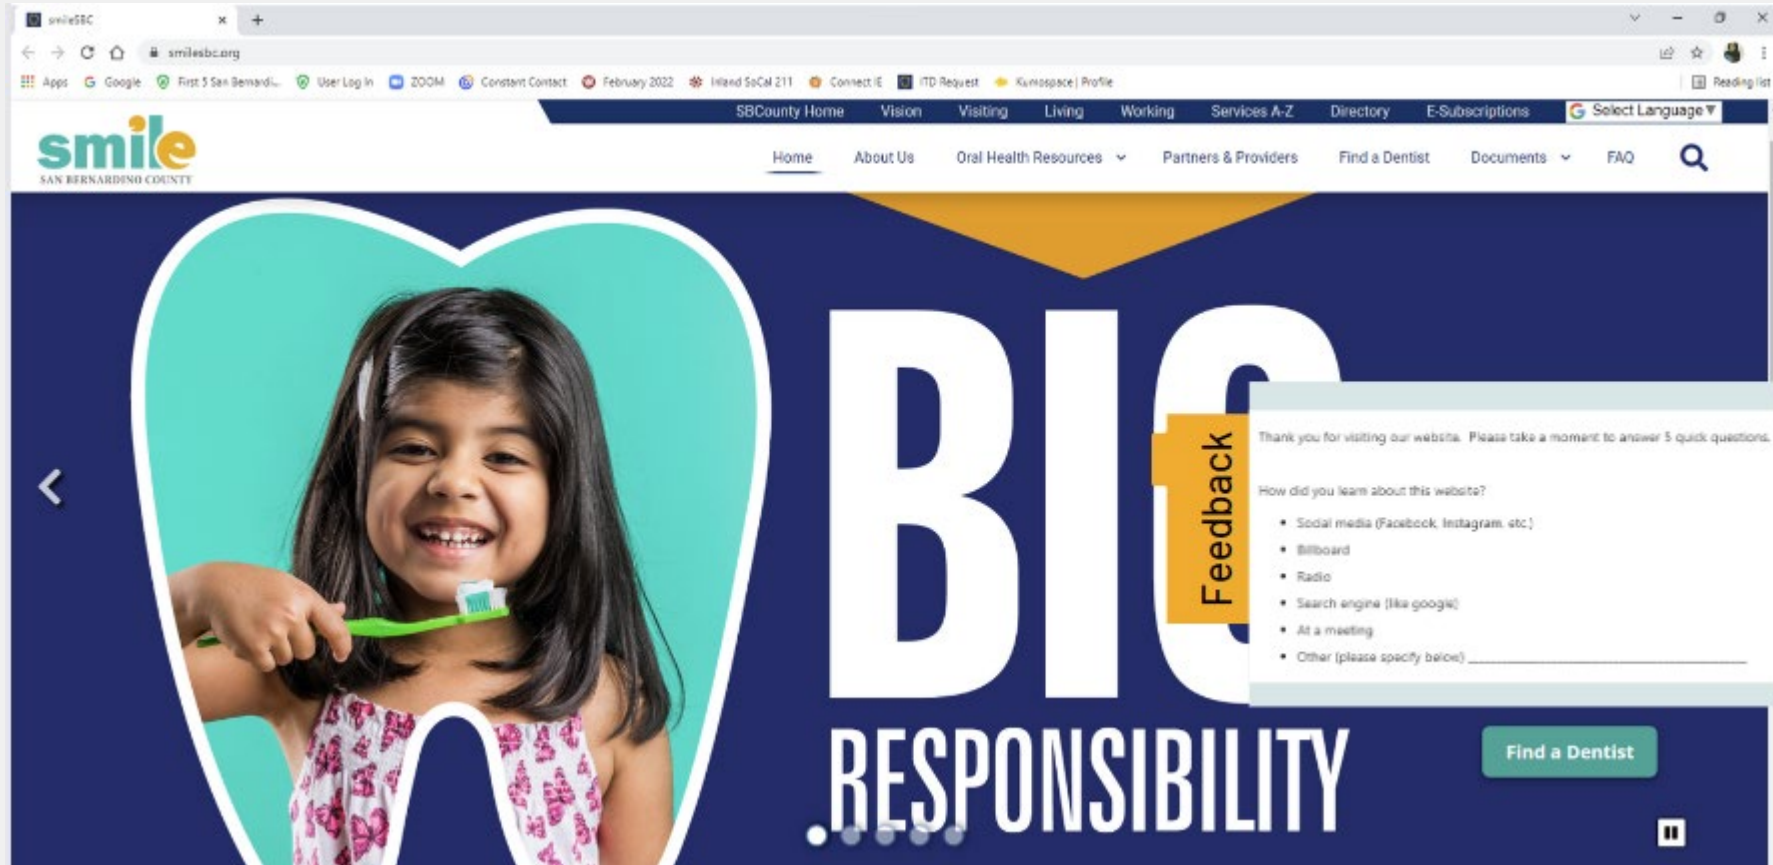 smileSBC
smilesbc.org
Apps Google First 5 San Bernardi... User Log In ZOOM Constant Contact February 2022 Inland SoCal 211 Connect IE ITD Request Kumospace | Profile Reading list
SBCounty Home Vision Visiting Living Working Services A-Z Directory E-Subscriptions Select Language▼
smile
SAN BERNARDINO COUNTY
Home About Us Oral Health Resources Partners & Providers Find a Dentist Documents FAQ
BIG
RESPONSIBILITY
Feedback
Thank you for visiting our website. Please take a moment to answer 5 quick questions.
How did you learn about this website?
• Social media (Facebook, Instagram, etc.)
• Billboard
• Radio
• Search engine (like google)
• At a meeting
• Other (please specify below)
Find a Dentist